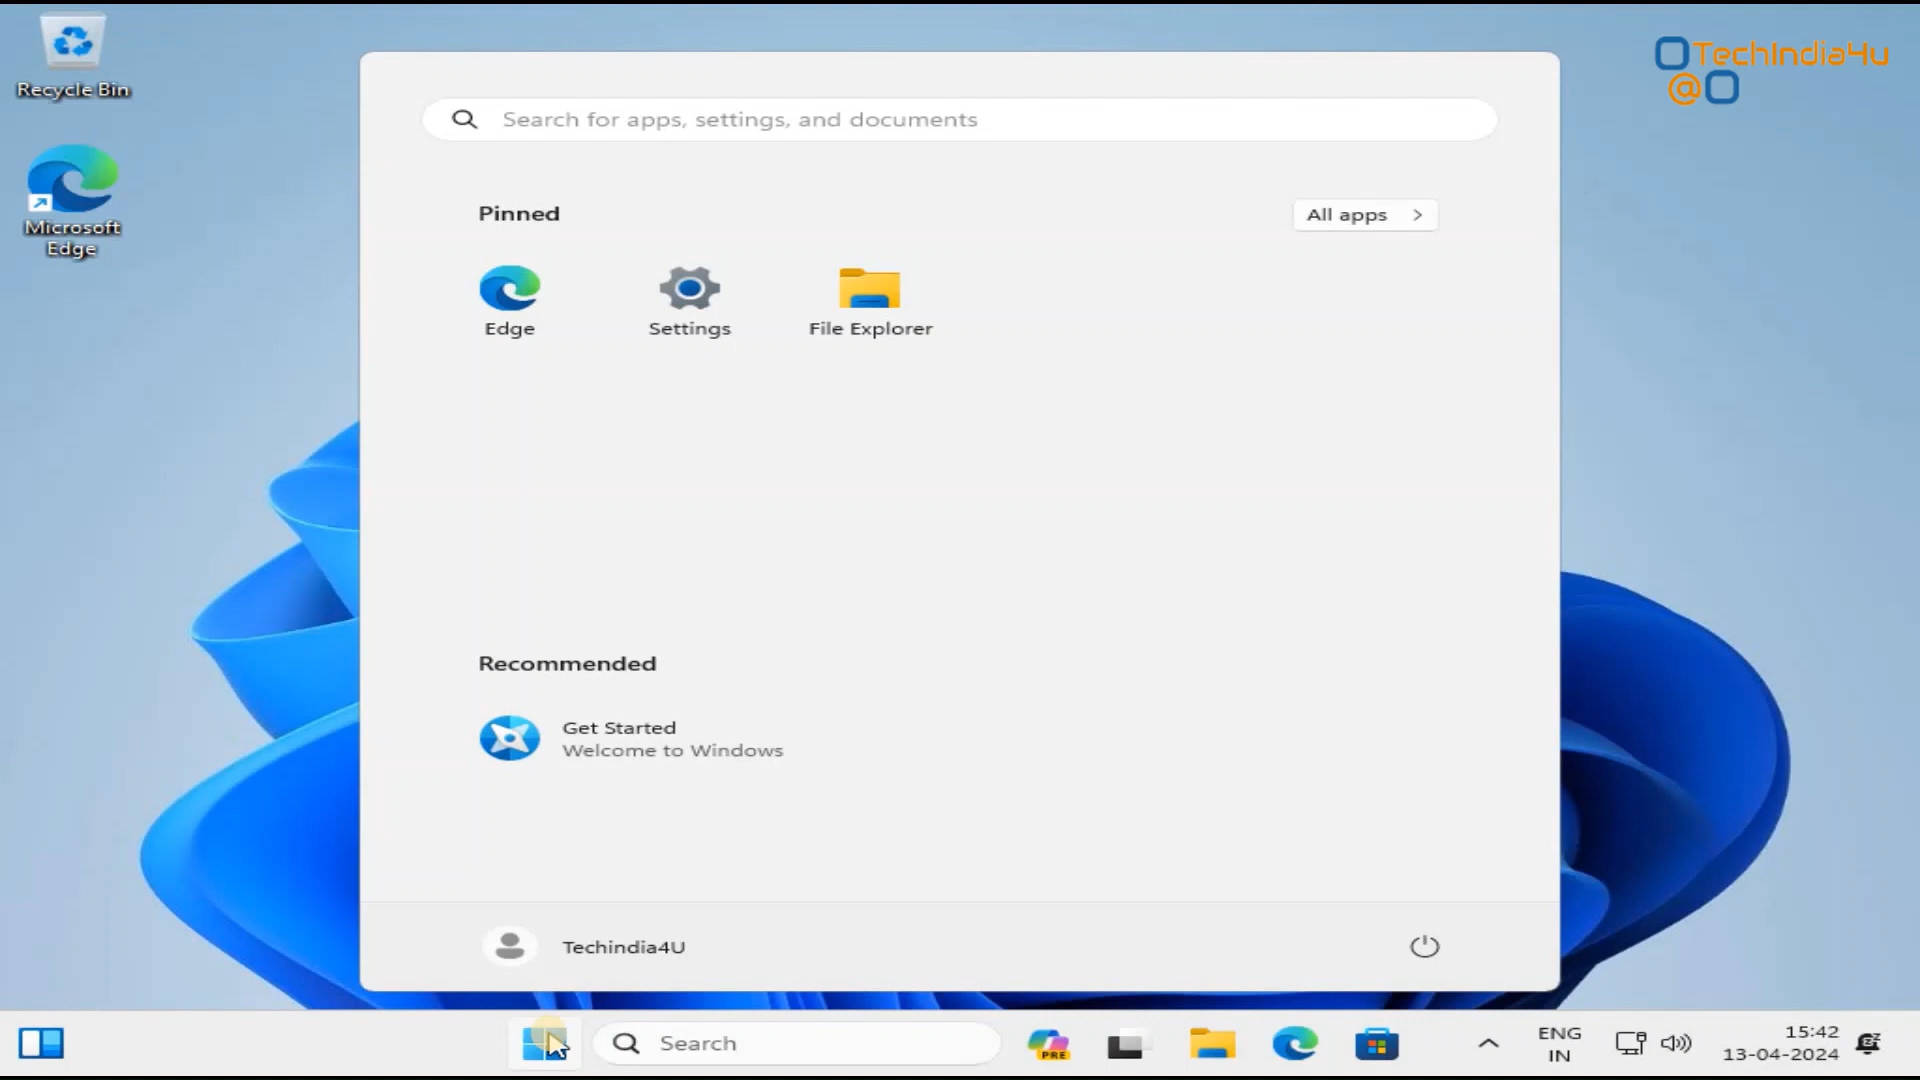 Recycle Bin
Microsoft
Edge
TechIndia4u
@
Search for apps, settings, and documents
Pinned
All apps
Edge
Settings
File Explorer
Recommended
Get Started
Welcome to Windows
Techindia4U
Search
PRE
ENG
IN
15:42
13-04-2024